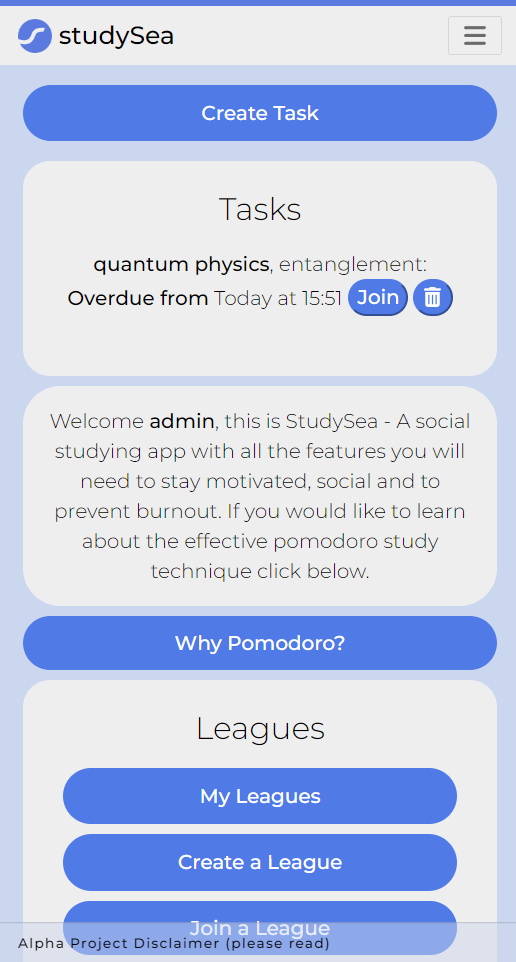 studySea
Create Task
Tasks
quantum physics, entanglement:
Overdue from Today at 15:51 Join
Welcome admin, this is StudySea - A social
studying app with all the features you will
need to stay motivated, social and to
prevent burnout. If you would like to learn
about the effective pomodoro study
technique click below.
Why Pomodoro?
Leagues
My Leagues
Create a League
Join a League
Alpha Project Disclaimer (please read)